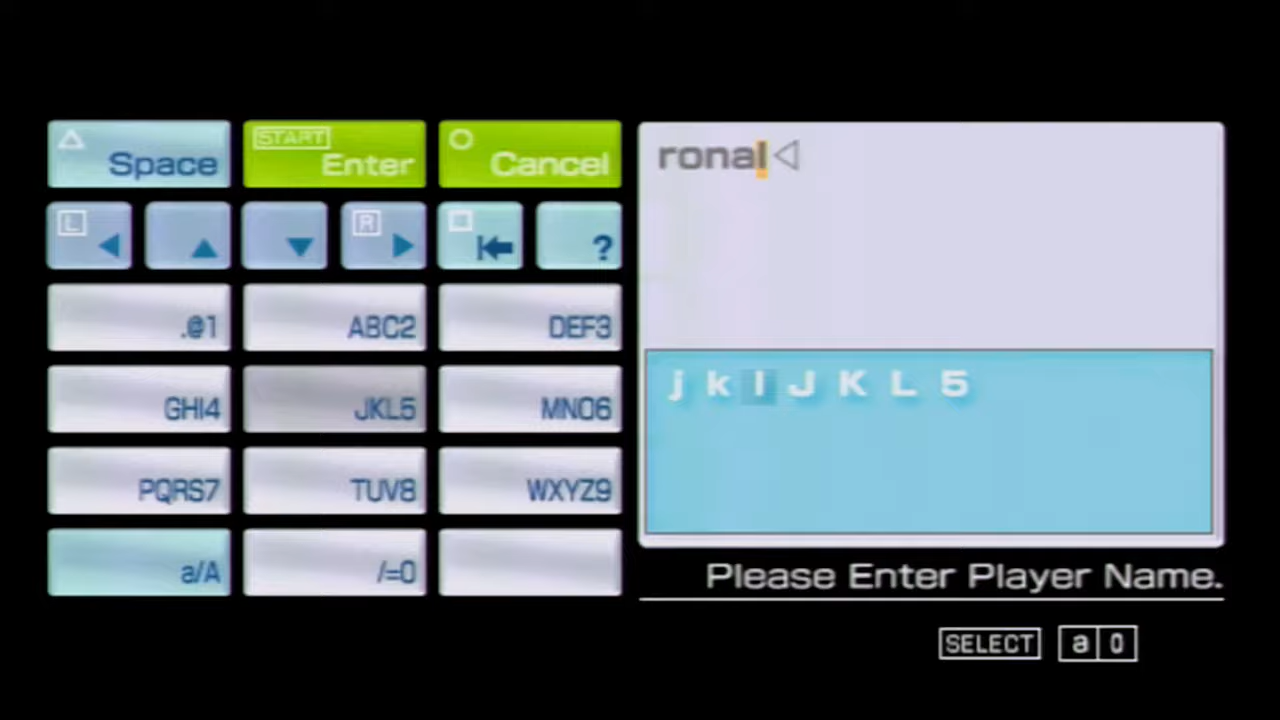 Space
START
Enter
Cancel
L
R
?
.@1
ABC2
DEF3
GHI4
JKL5
MNO6
PQRS7
TUV8
WXYZ9
a/A
/=0
ronal
j k l J K L 5
Please Enter Player Name.
SELECT a 0